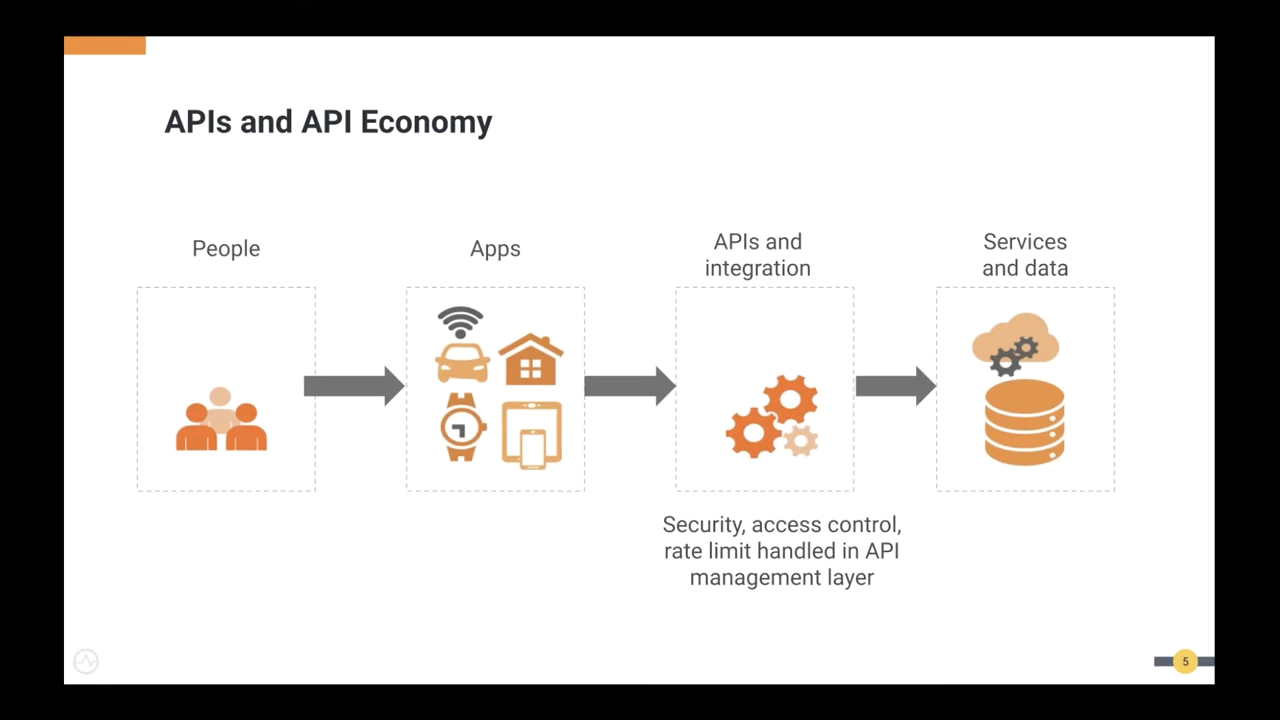 APIs and API Economy
People
Apps
APIs and
integration
Services
and data
Security, access control,
rate limit handled in API
management layer
5